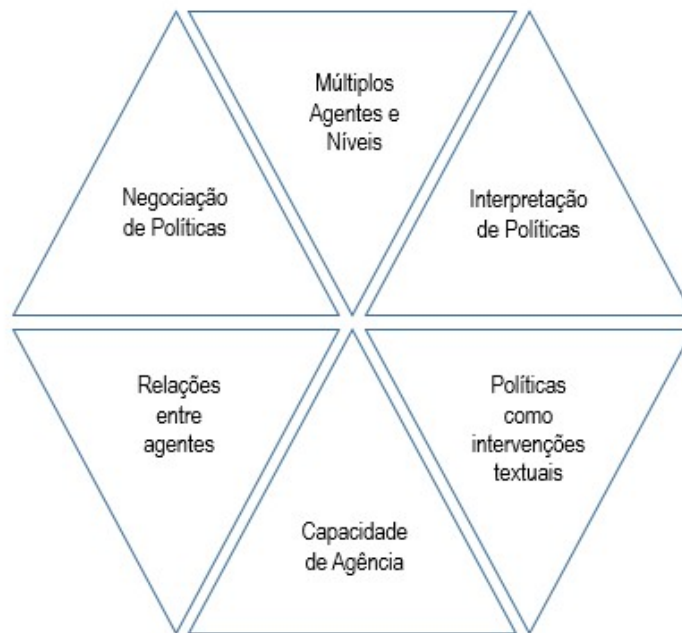 Múltiplos
Agentes e
Níveis
Negociação
de Políticas
Interpretação
de Políticas
Relações
entre
agentes
Políticas
como
intervenções
textuais
Capacidade
de Agência